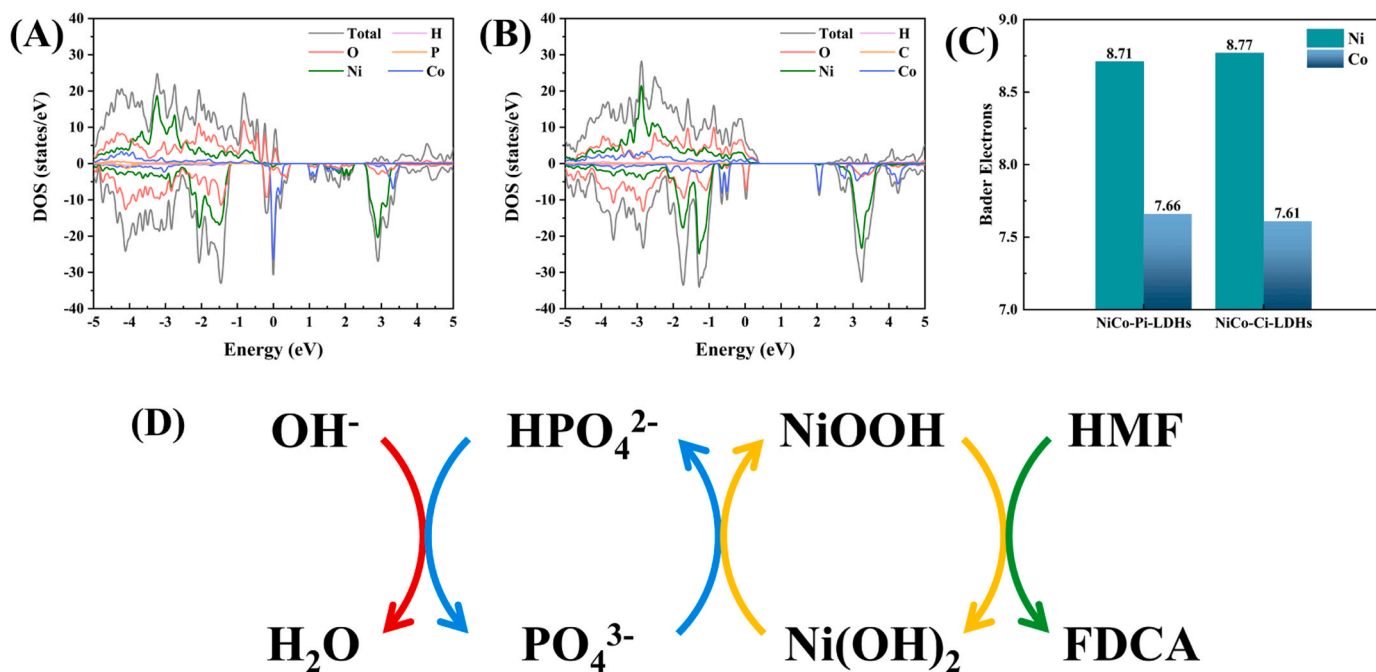 (A)
40
30
20
10
0
-10
-20
-30
-40
DOS (states/eV)
Total H
O P
Ni Co
-5 -4 -3 -2 -1 0 1 2 3 4 5
Energy (eV)
(B)
40
30
20
10
0
-10
-20
-30
-40
DOS (states/eV)
Total H
O C
Ni Co
-5 -4 -3 -2 -1 0 1 2 3 4 5
Energy (eV)
(C)
9.0
8.5
8.0
7.5
7.0
Bader Electrons
Ni
Co
8.71 8.77
7.66 7.61
NiCo-Pi-LDHs NiCo-Ci-LDHs
(D)
OH⁻ HPO₄²⁻ NiOOH HMF
H₂O PO₄³⁻ Ni(OH)₂ FDCA